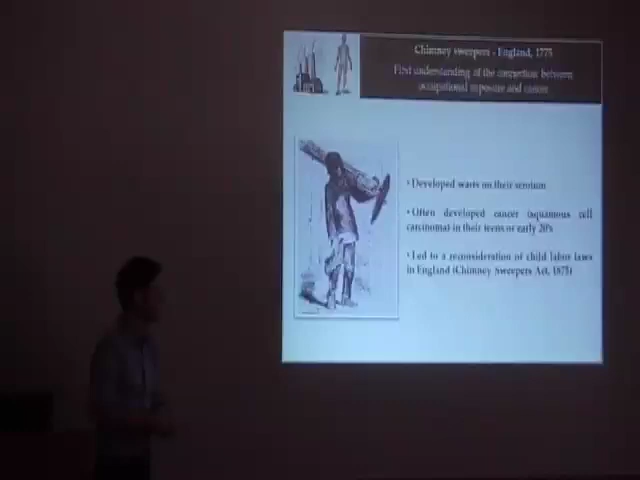 Chimney sweepers - England, 1775
First understanding of the connection between
occupational exposure and cancer
• Developed warts on their scrotum
• Often developed cancer (squamous cell
carcinoma) in their teens or early 20's
• Led to a reconsideration of child labor laws
in England (Chimney Sweepers Act, 1875)